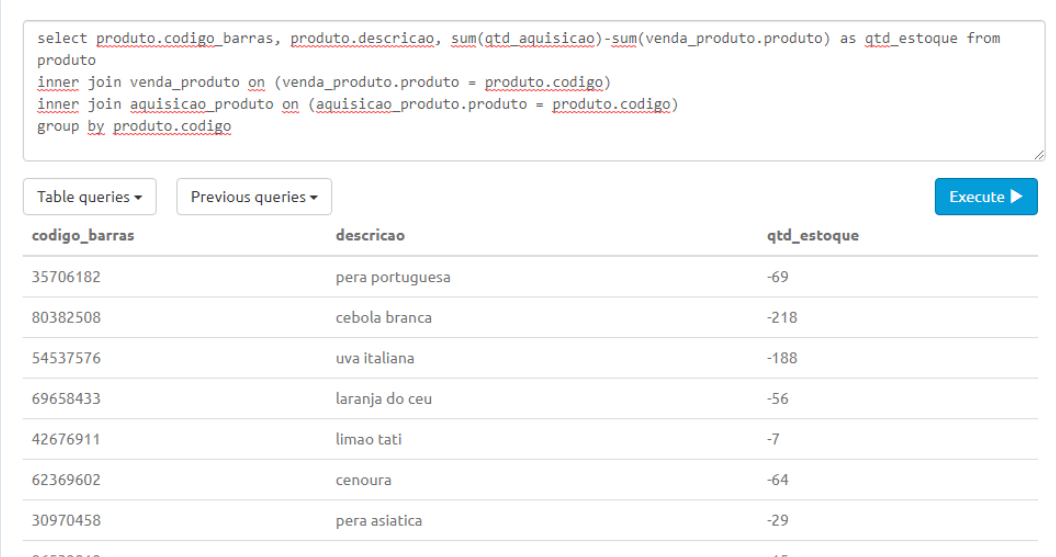 select produto.codigo_barras, produto.descricao, sum(qtd_aquisicao)-sum(venda_produto.produto) as qtd_estoque from
produto
inner join venda_produto on (venda_produto.produto = produto.codigo)
inner join aquisicao_produto on (aquisicao_produto.produto = produto.codigo)
group by produto.codigo
Table queries Previous queries Execute
codigo_barras descricao qtd_estoque
35706182 pera portuguesa -69
80382508 cebola branca -218
54537576 uva italiana -188
69658433 laranja do ceu -56
42676911 limao tati -7
62369602 cenoura -64
30970458 pera asiatica -29